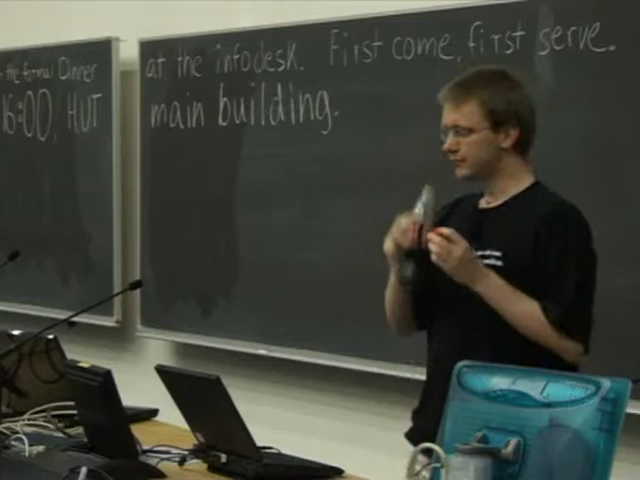 the formal Dinner
16:00, HUT
at the infodesk. First come, first serve.
main building.